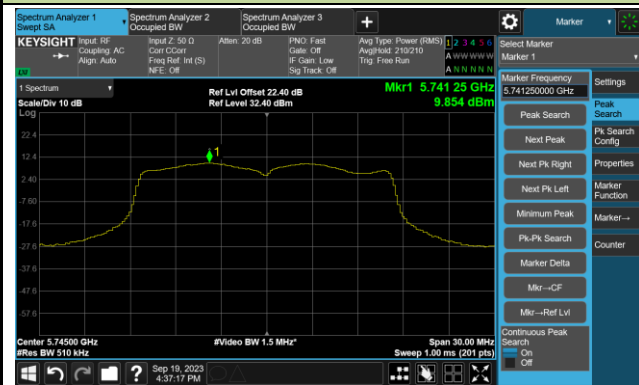 Spectrum Analyzer 1
Swept SA
Spectrum Analyzer 2
Occupied BW
Spectrum Analyzer 3
Occupied BW
+
Marker
KEYSIGHT
Input: RF
Coupling: AC
Align: Auto
Input Z: 50 Ω
Corr CCorr
Freq Ref: Int (S)
NFE: Off
Atten: 20 dB
PNO: Fast
Gate: Off
IF Gain: Low
Sig Track: Off
Avg Type: Power (RMS)
Avg|Hold: 210/210
Trig: Free Run
1 2 3 4 5 6
A W W W W W
A N N N N N
LXI
Select Marker
Marker 1
1 Spectrum
Scale/Div 10 dB
Log
Ref Lvl Offset 22.40 dB
Ref Level 32.40 dBm
Mkr1 5.741 25 GHz
9.854 dBm
1
22.4
12.4
2.40
-7.60
-17.6
-27.6
-37.6
-47.6
-57.6
Center 5.74500 GHz
#Res BW 510 kHz
#Video BW 1.5 MHz*
Span 30.00 MHz
Sweep 1.00 ms (201 pts)
Marker Frequency
5.741250000 GHz
Peak Search
Next Peak
Next Pk Right
Next Pk Left
Minimum Peak
Pk-Pk Search
Marker Delta
Mkr→CF
Mkr→Ref Lvl
Continuous Peak
Search
On
Off
Settings
Peak
Search
Pk Search
Config
Properties
Marker
Function
Marker→
Counter
?
Sep 19, 2023
4:37:17 PM